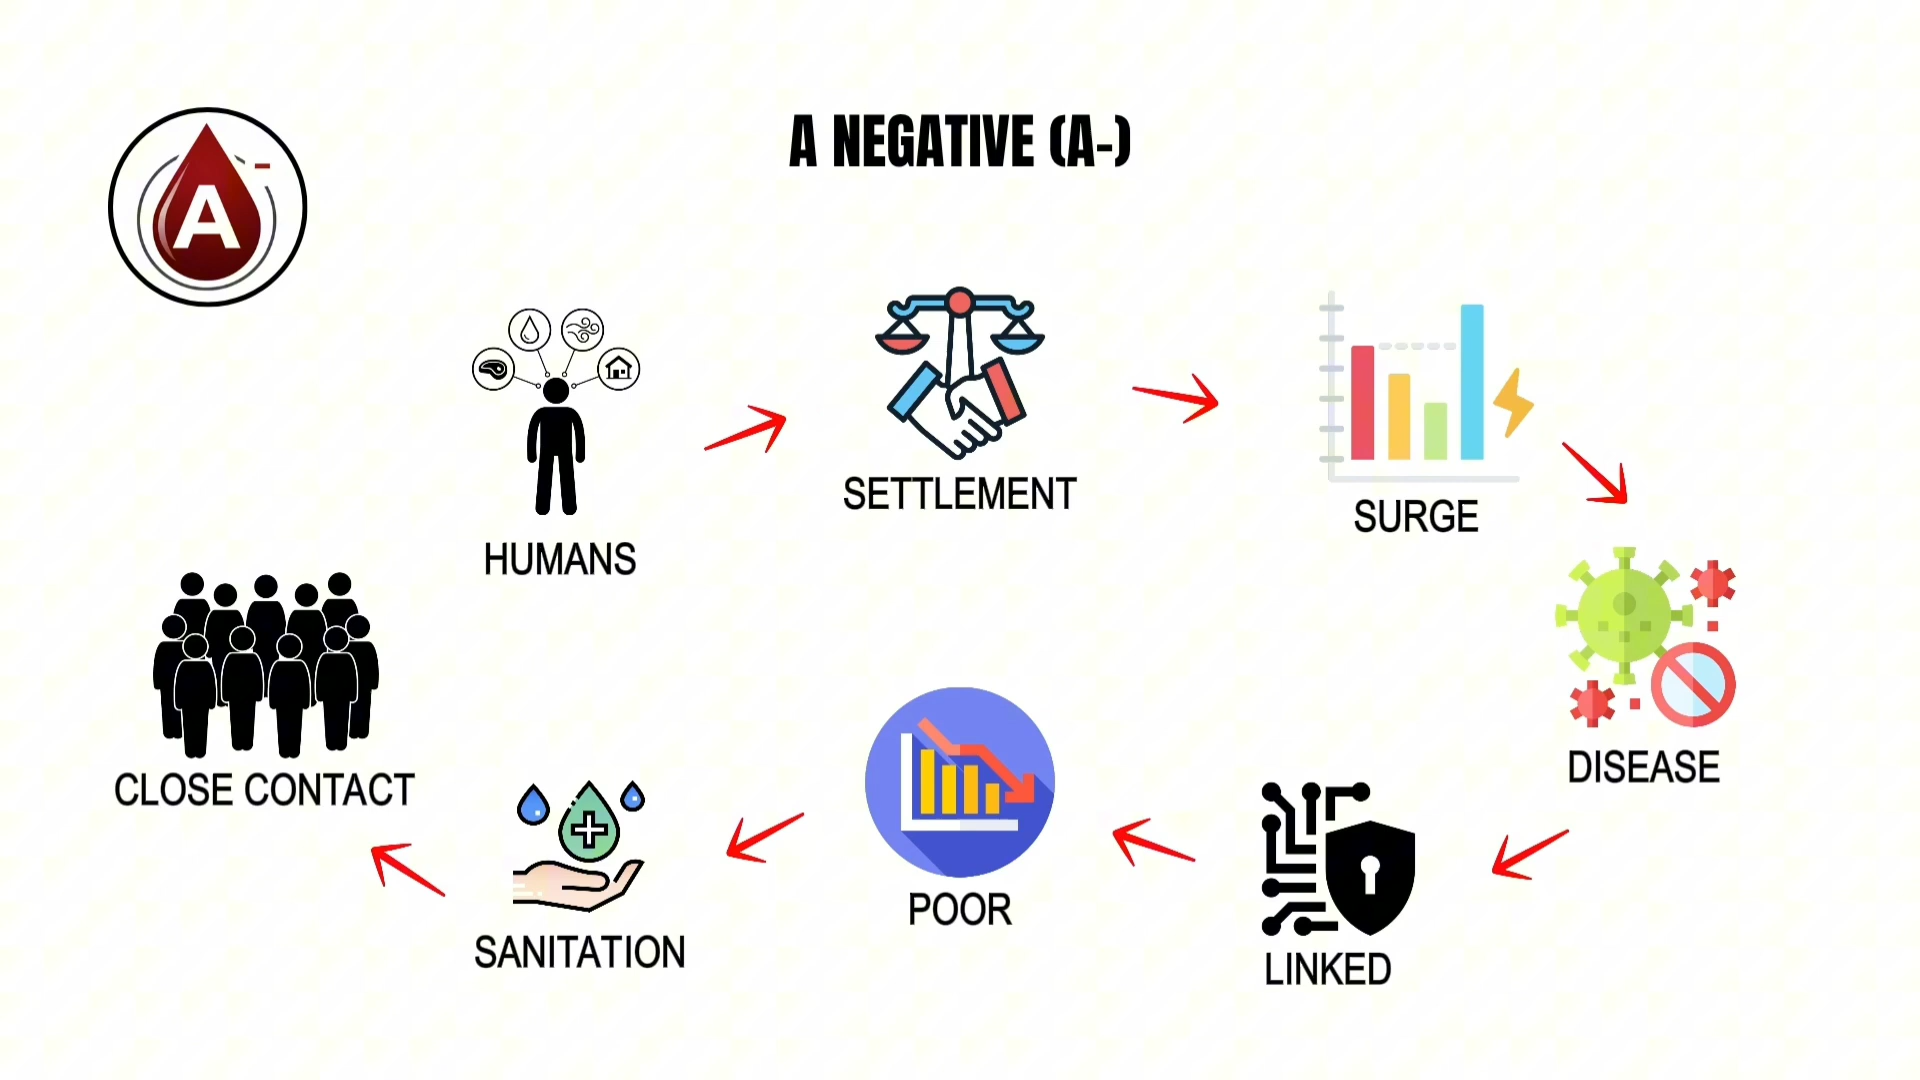 A NEGATIVE (A-)
A -
HUMANS
SETTLEMENT
SURGE
DISEASE
LINKED
POOR
SANITATION
CLOSE CONTACT